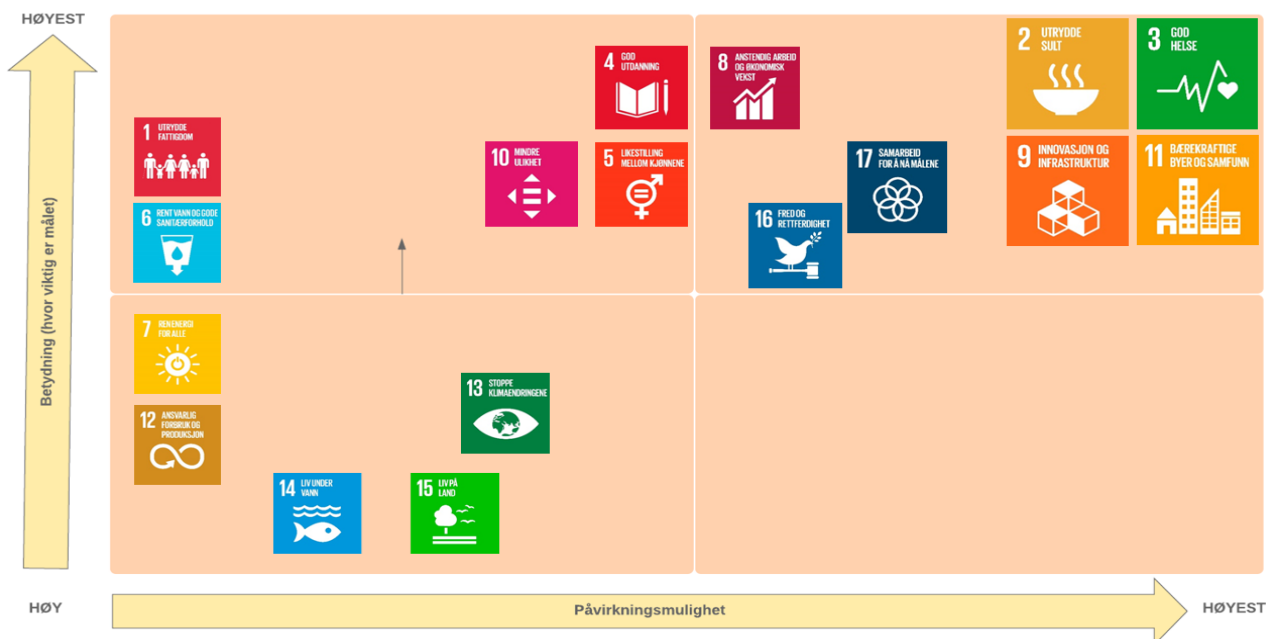 HØYEST
Betydning (hvor viktig er målet)
HØY
1 UTRYDDE
FATTIGDOM
6 RENT VANN OG GODE
SANITÆRFORHOLD
10 MINDRE
ULIKHET
4 GOD
UTDANNING
5 LIKESTILLING
MELLOM KJØNNENE
8 ANSTENDIG ARBEID
OG ØKONOMISK
VEKST
17 SAMARBEID
FOR Å NÅ MÅLENE
16 FRED OG
RETTFERDIGHET
2 UTRYDDE
SULT
3 GOD
HELSE
9 INNOVASJON OG
INFRASTRUKTUR
11 BÆREKRAFTIGE
BYER OG SAMFUNN
7 REN ENERGI
FOR ALLE
12 ANSVARLIG
FORBRUK OG
PRODUKSJON
13 STOPPE
KLIMAENDRINGENE
14 LIV UNDER
VANN
15 LIV PÅ
LAND
Påvirkningsmulighet
HØYEST